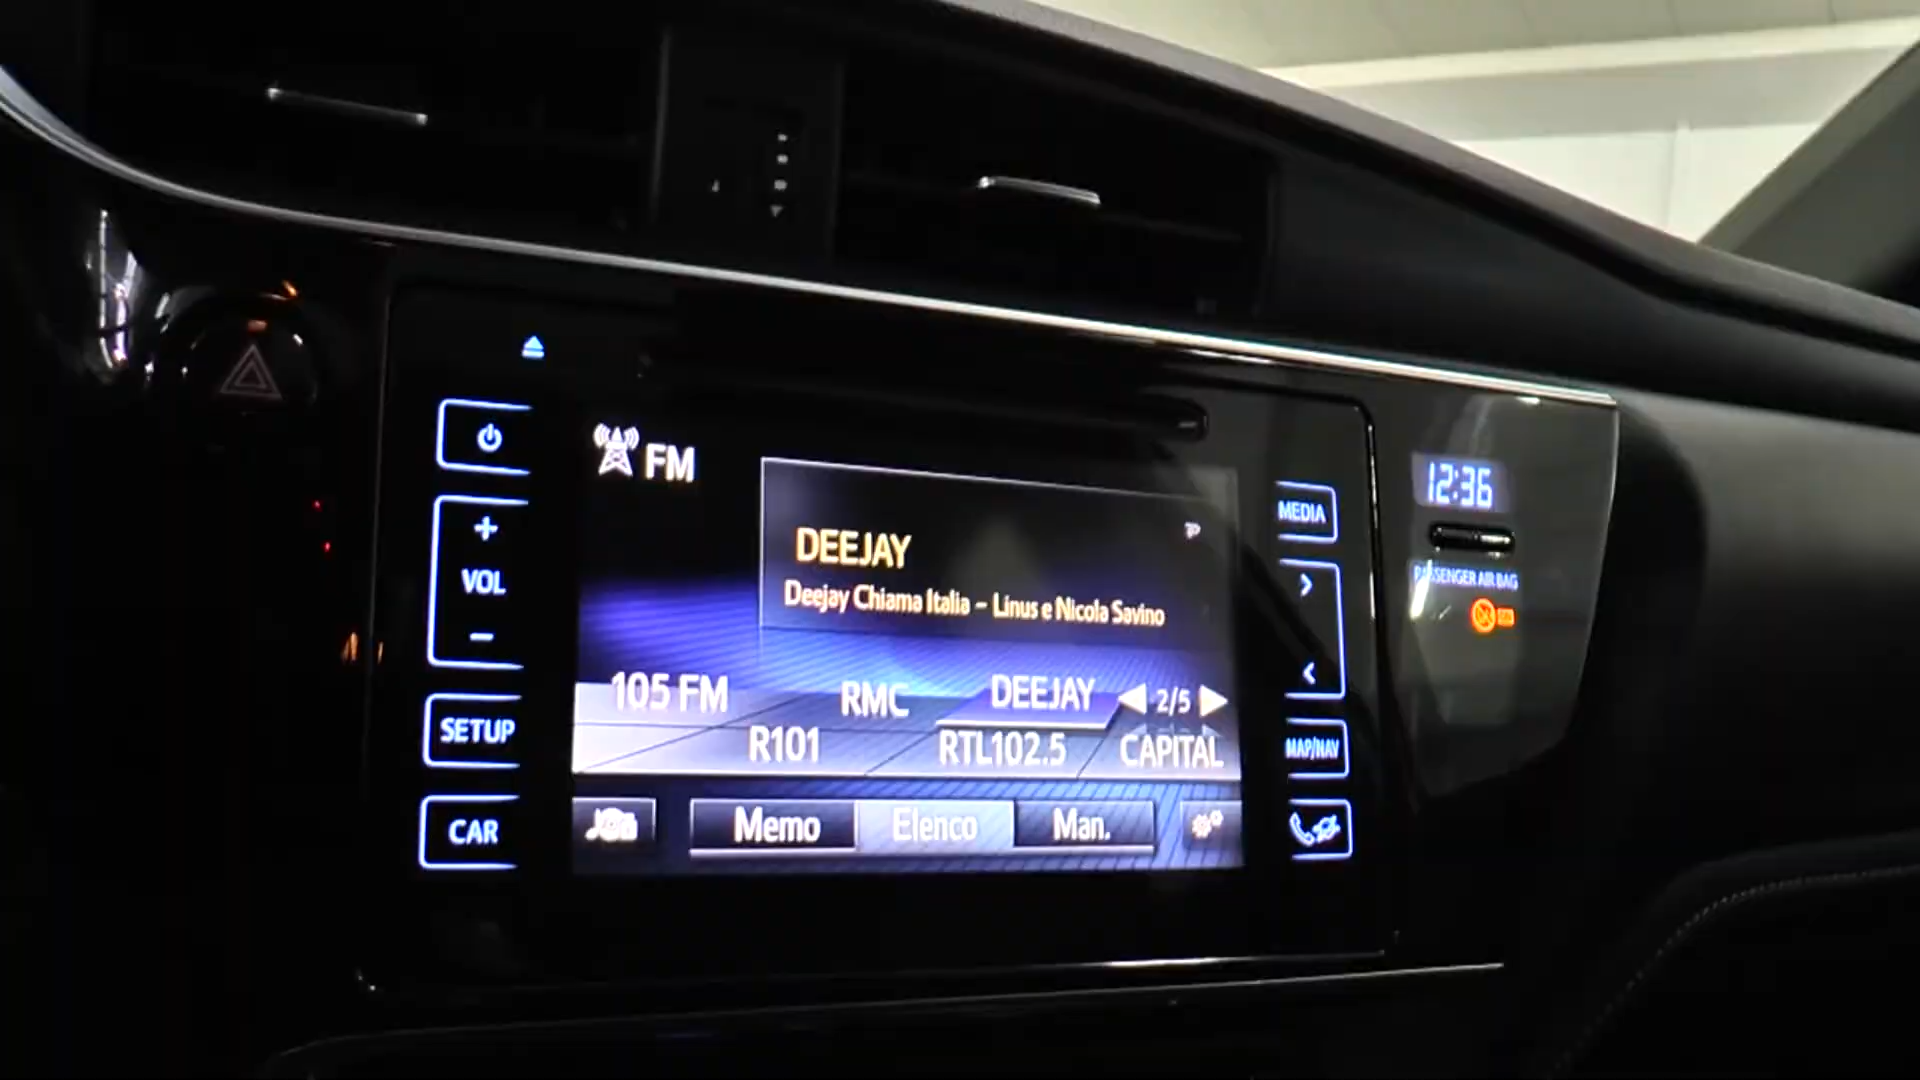 FM
DEEJAY
Deejay Chiama Italia - Linus e Nicola Savino
105 FM
RMC
DEEJAY
2/5
R101
RTL102.5
CAPITAL
Memo
Elenco
Man.
+
VOL
-
SETUP
CAR
MEDIA
>
<
MAP/NAV
12:36
PASSENGER AIR BAG